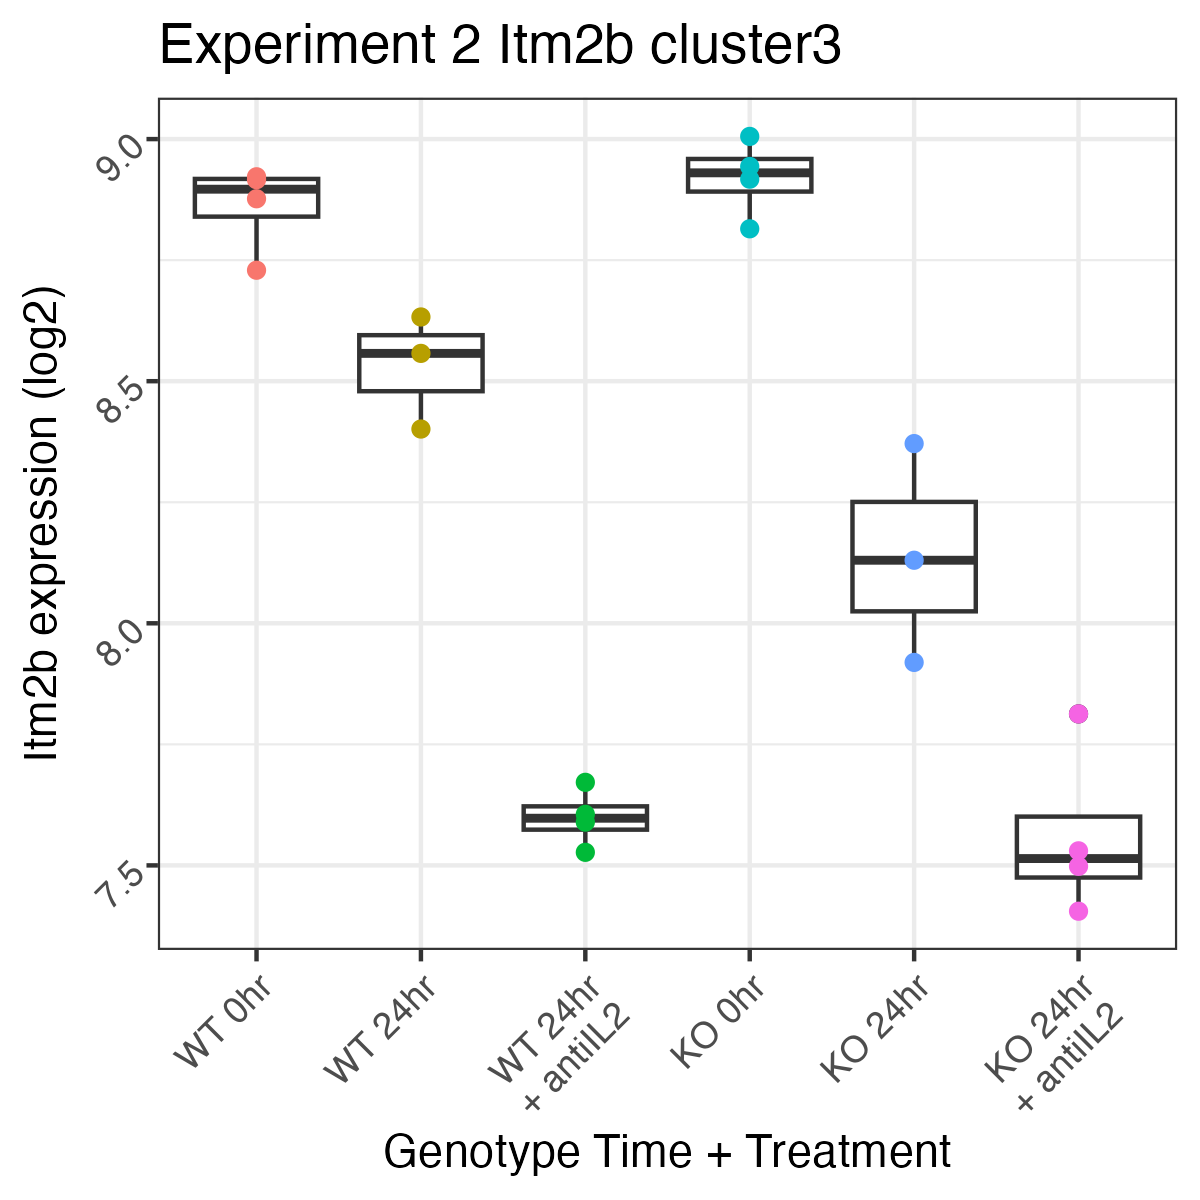 Experiment 2 Itm2b cluster3
Itm2b expression (log2)
9.0
8.5
8.0
7.5
WT 0hr
WT 24hr
WT 24hr
+ antiIL2
KO 0hr
KO 24hr
KO 24hr
+ antiIL2
Genotype Time + Treatment